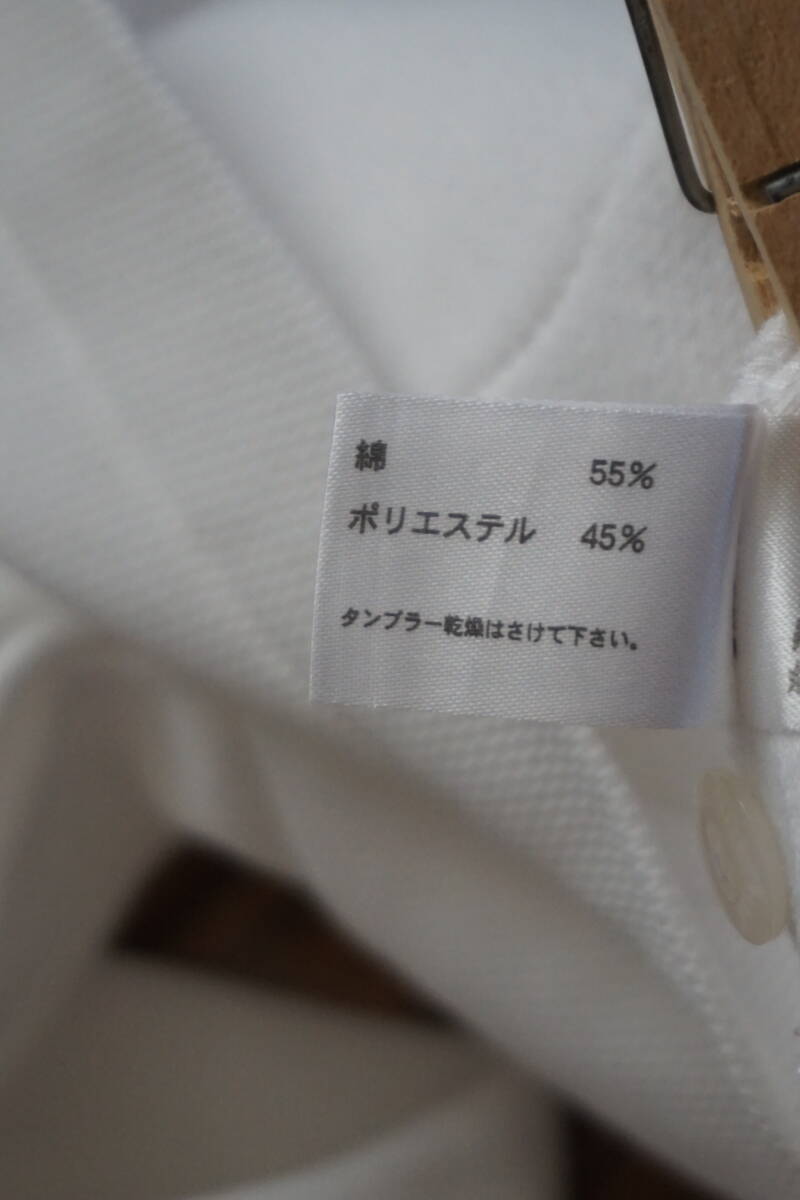 綿 55%
ポリエステル 45%
タンブラー乾燥はさけて下さい。